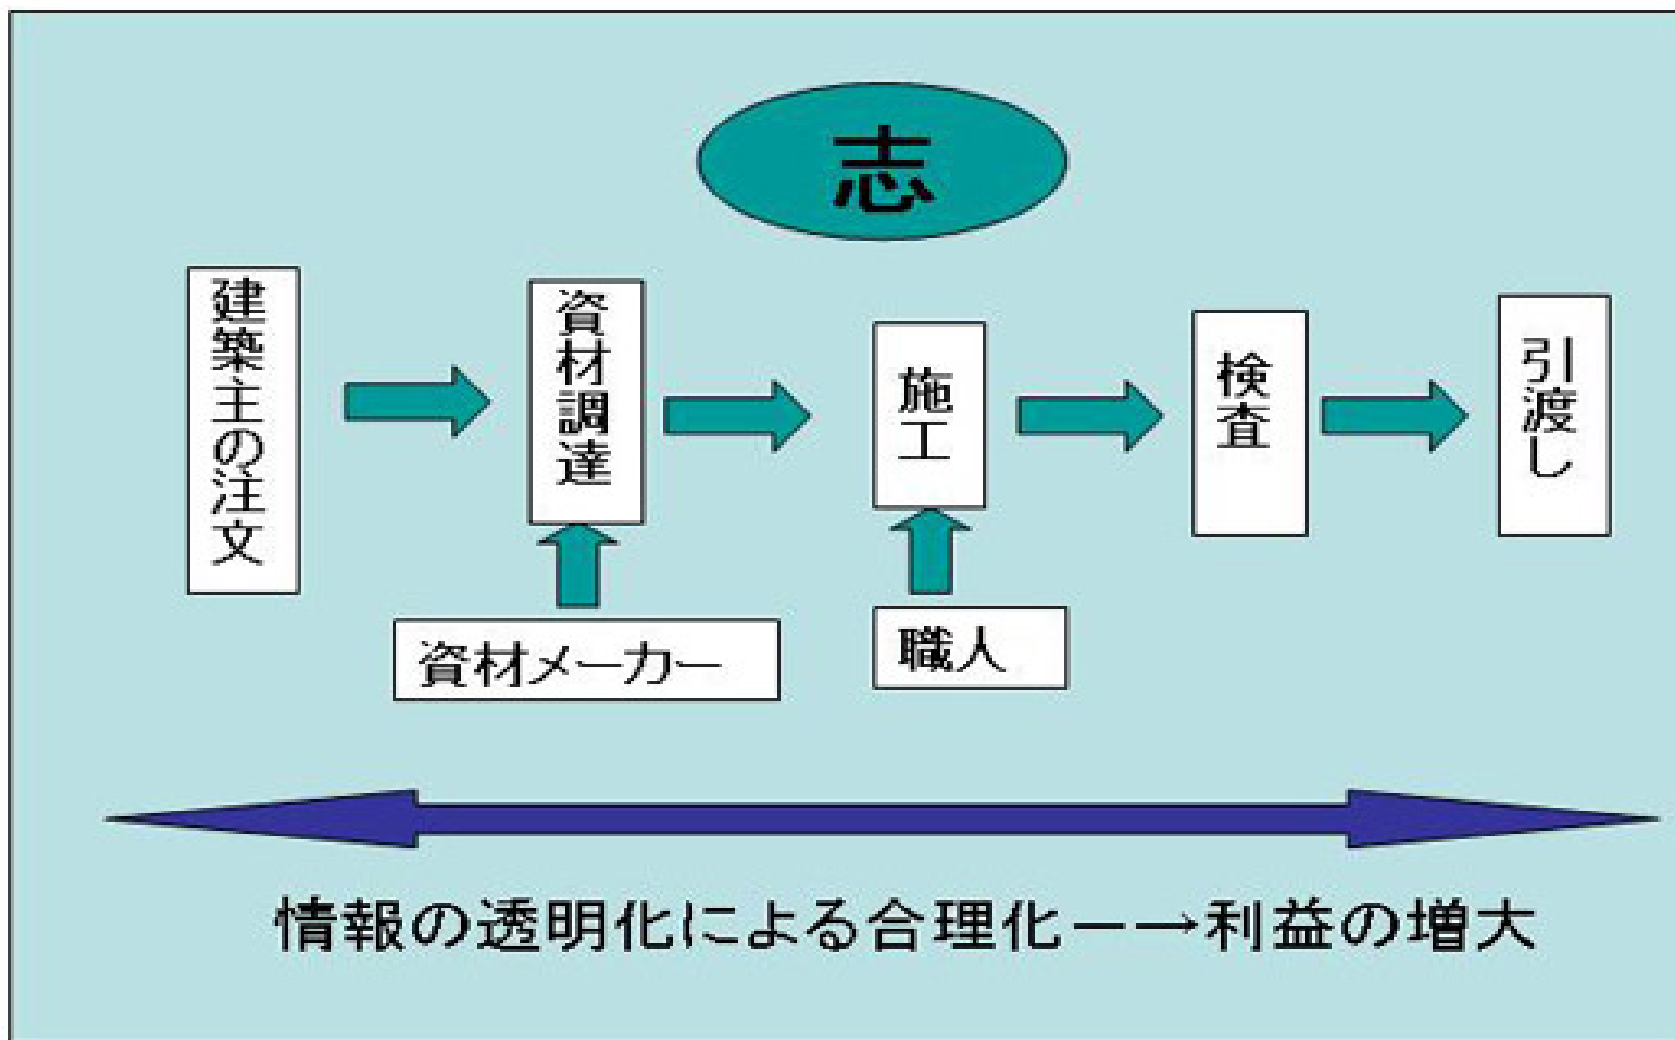 志
建築主の注文
資材調達
施工
検査
引渡し
資材メーカー
職人
情報の透明化による合理化ー→利益の増大